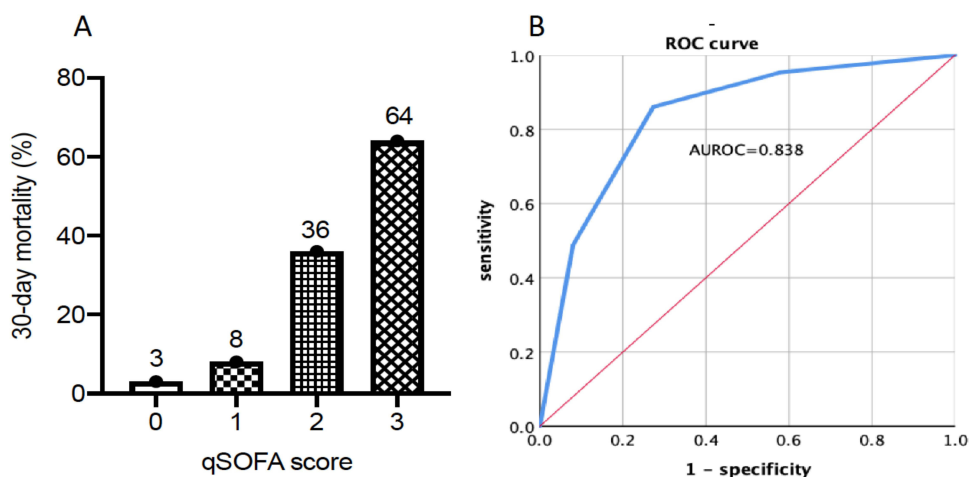 A
30-day mortality (%)
80
60
40
20
0
3
8
36
64
0 1 2 3
qSOFA score
B
-
ROC curve
sensitivity
1.0
0.8
0.6
0.4
0.2
0.0
AUROC=0.838
0.0 0.2 0.4 0.6 0.8 1.0
1 – specificity